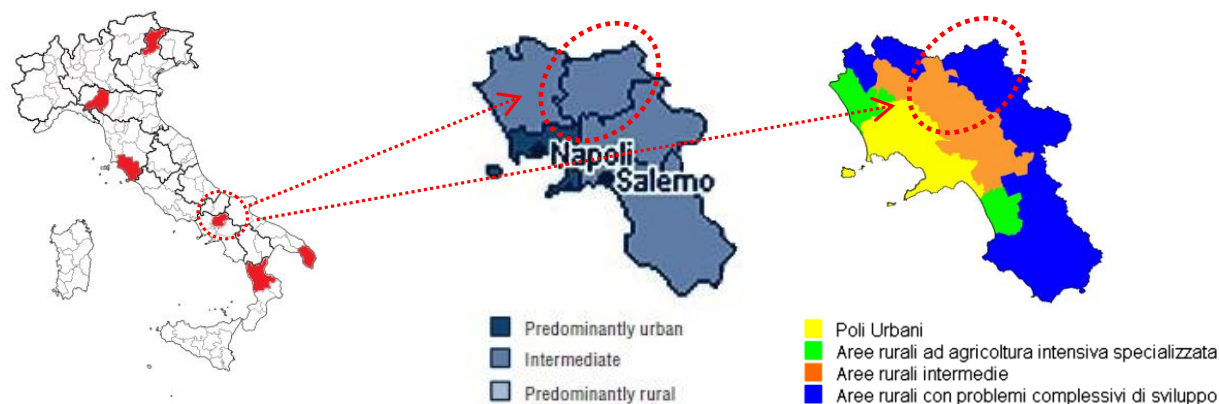 Napoli
Salerno
Predominantly urban
Intermediate
Predominantly rural
Poli Urbani
Aree rurali ad agricoltura intensiva specializzata
Aree rurali intermedie
Aree rurali con problemi complessivi di sviluppo